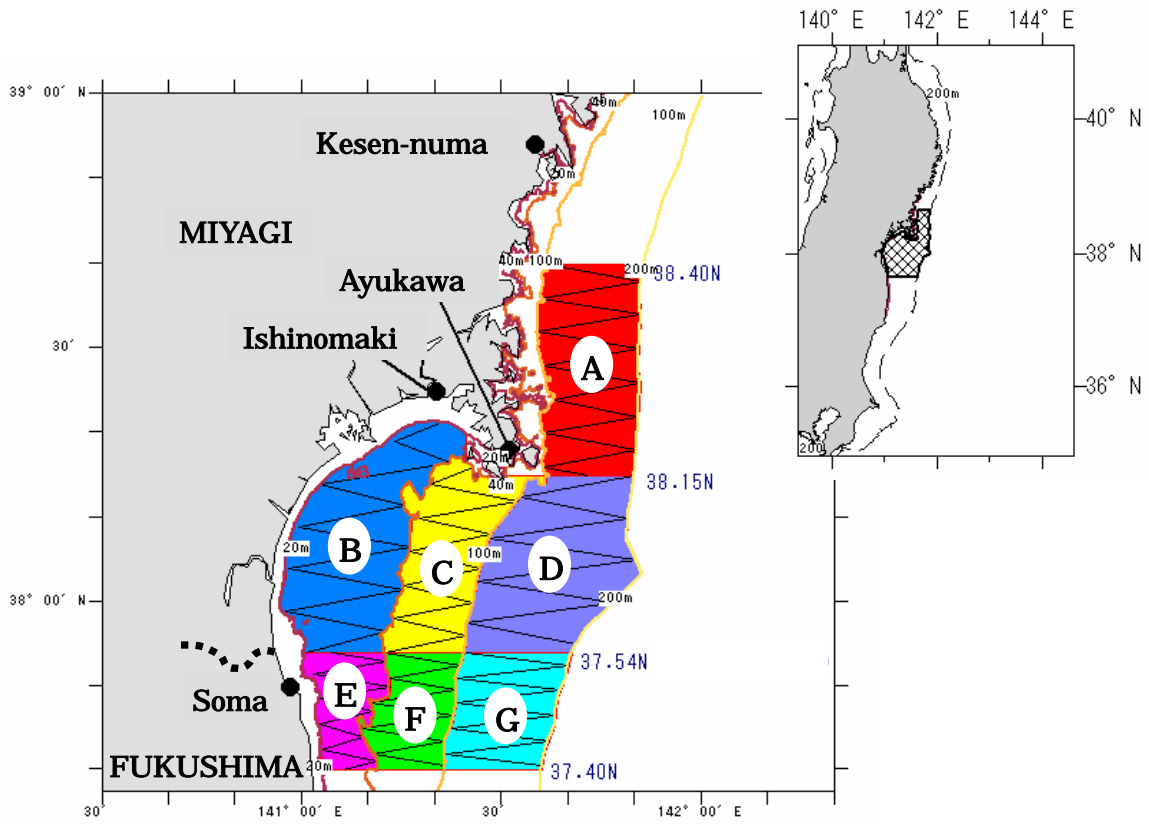 140° E 142° E 144° E
39° 00' N
40m
100m
200m
Kesen-numa
40° N
20m
MIYAGI
40m 100m
200m
38.40N
38° N
Ayukawa
Ishinomaki
30'
A
36° N
200
20m
38.15N
40m
20m
B
100m
C
D
38° 00' N
200m
37.54N
Soma
E
F
G
FUKUSHIMA
20m
37.40N
30' 141° 00' E 30' 142° 00' E